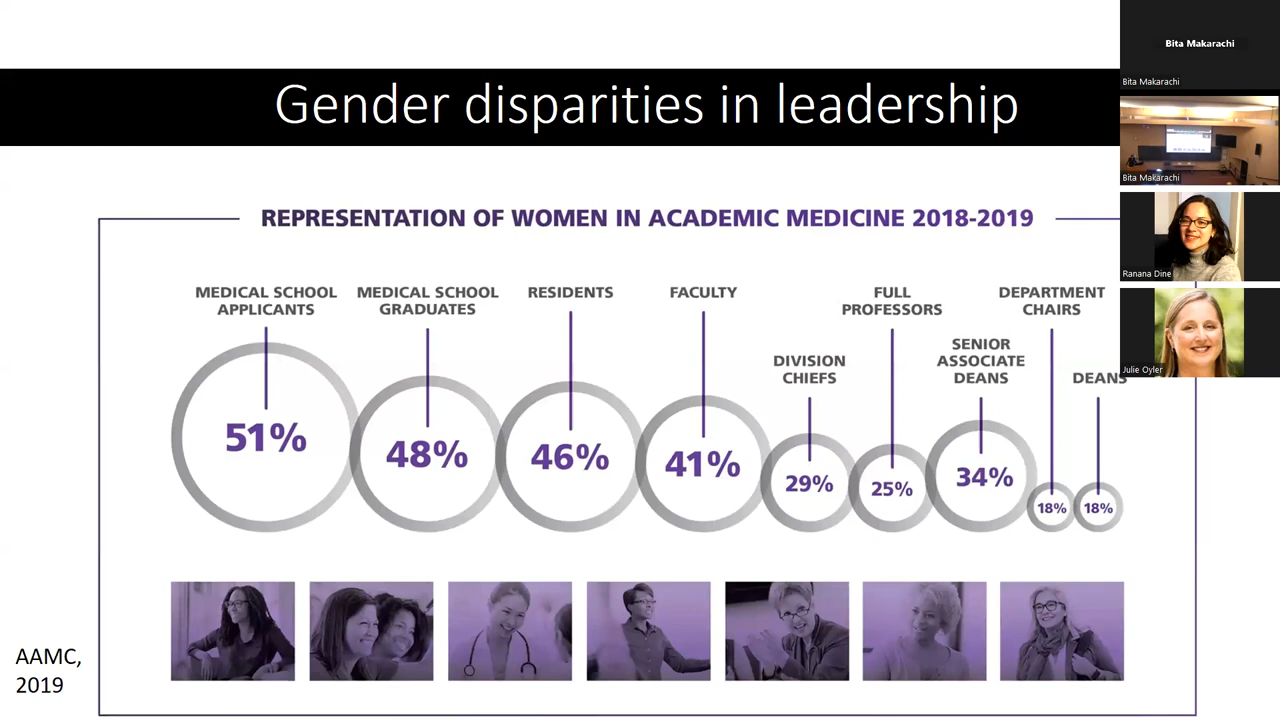 Bita Makarachi
Bita Makarachi
Gender disparities in leadership
Bita Makarachi
REPRESENTATION OF WOMEN IN ACADEMIC MEDICINE 2018-2019
Ranana Dine
MEDICAL SCHOOL
APPLICANTS
MEDICAL SCHOOL
GRADUATES
RESIDENTS
FACULTY
DIVISION
CHIEFS
FULL
PROFESSORS
SENIOR
ASSOCIATE
DEANS
DEPARTMENT
CHAIRS
DEANS
Julie Oyler
51%
48%
46%
41%
29%
25%
34%
18%
18%
AAMC,
2019